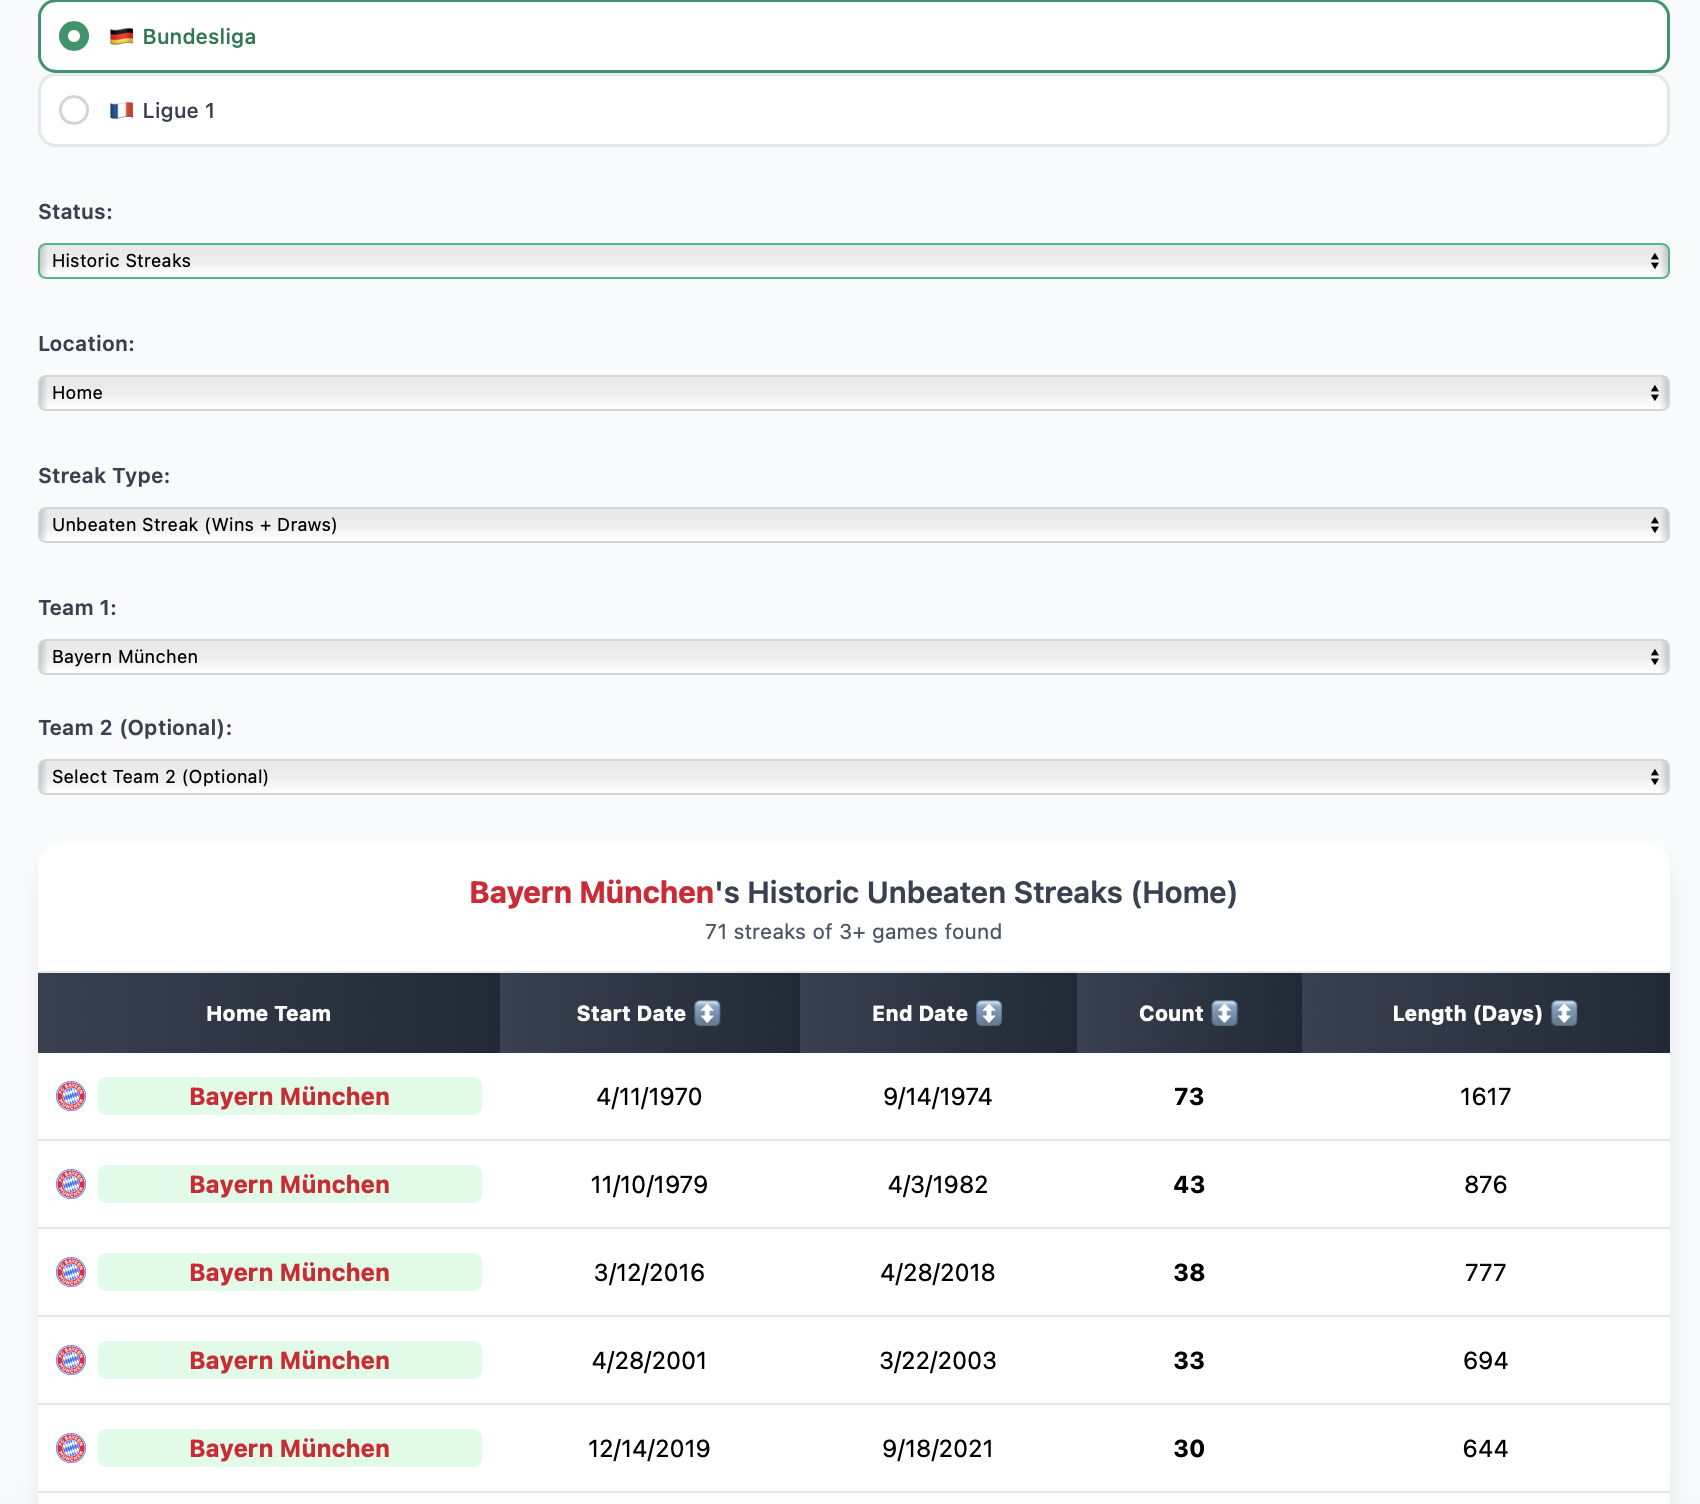 Bundesliga
Ligue 1
Status:
Historic Streaks
Location:
Home
Streak Type:
Unbeaten Streak (Wins + Draws)
Team 1:
Bayern München
Team 2 (Optional):
Select Team 2 (Optional)
Bayern München's Historic Unbeaten Streaks (Home)
71 streaks of 3+ games found
Home Team Start Date End Date Count Length (Days)
Bayern München 4/11/1970 9/14/1974 73 1617
Bayern München 11/10/1979 4/3/1982 43 876
Bayern München 3/12/2016 4/28/2018 38 777
Bayern München 4/28/2001 3/22/2003 33 694
Bayern München 12/14/2019 9/18/2021 30 644